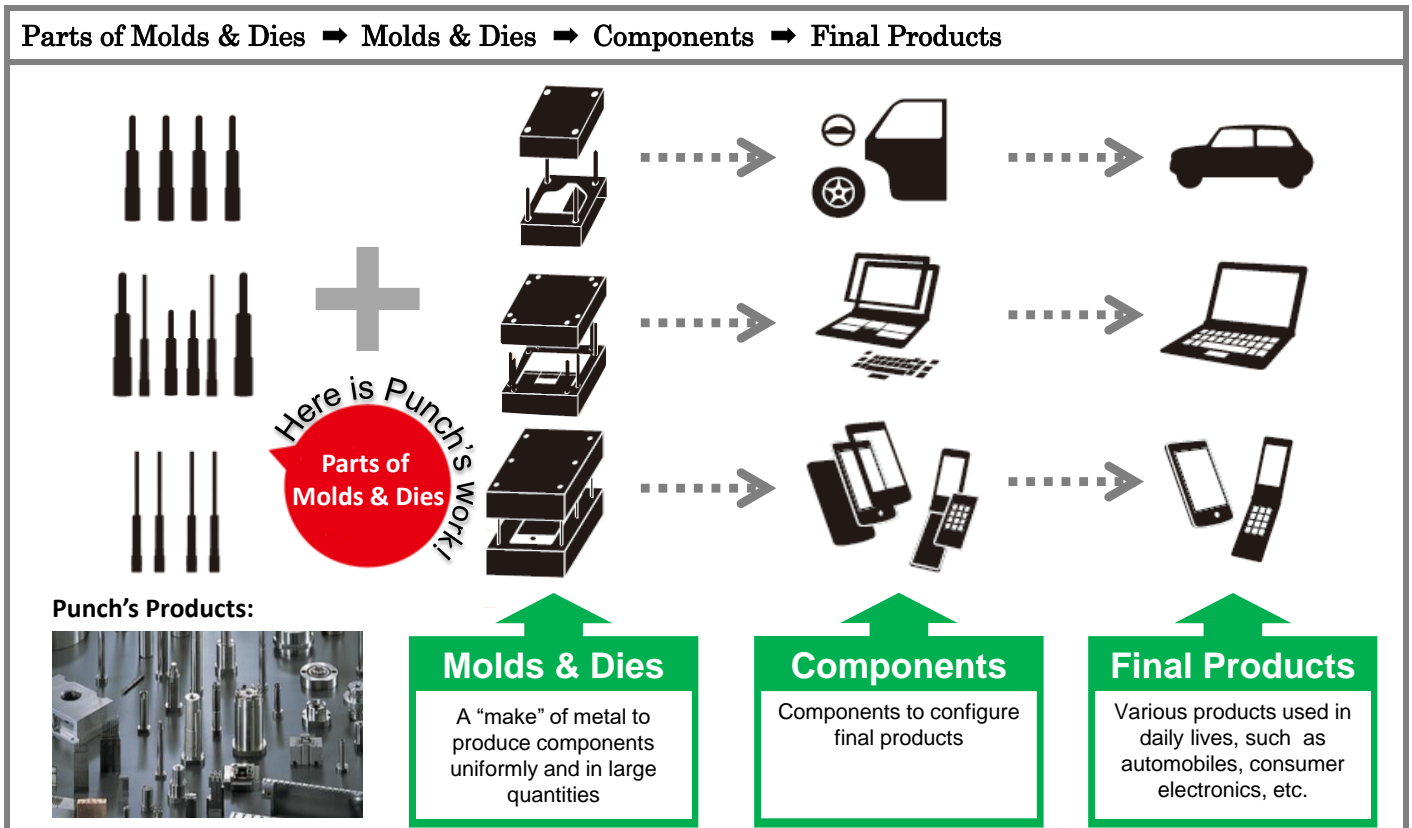 Parts of Molds & Dies ➡ Molds & Dies ➡ Components ➡ Final Products
Here is Punch's work!
Parts of
Molds & Dies
Punch’s Products:
Molds & Dies
A “make” of metal to
produce components
uniformly and in large
quantities
Components
Components to configure
final products
Final Products
Various products used in
daily lives, such as
automobiles, consumer
electronics, etc.